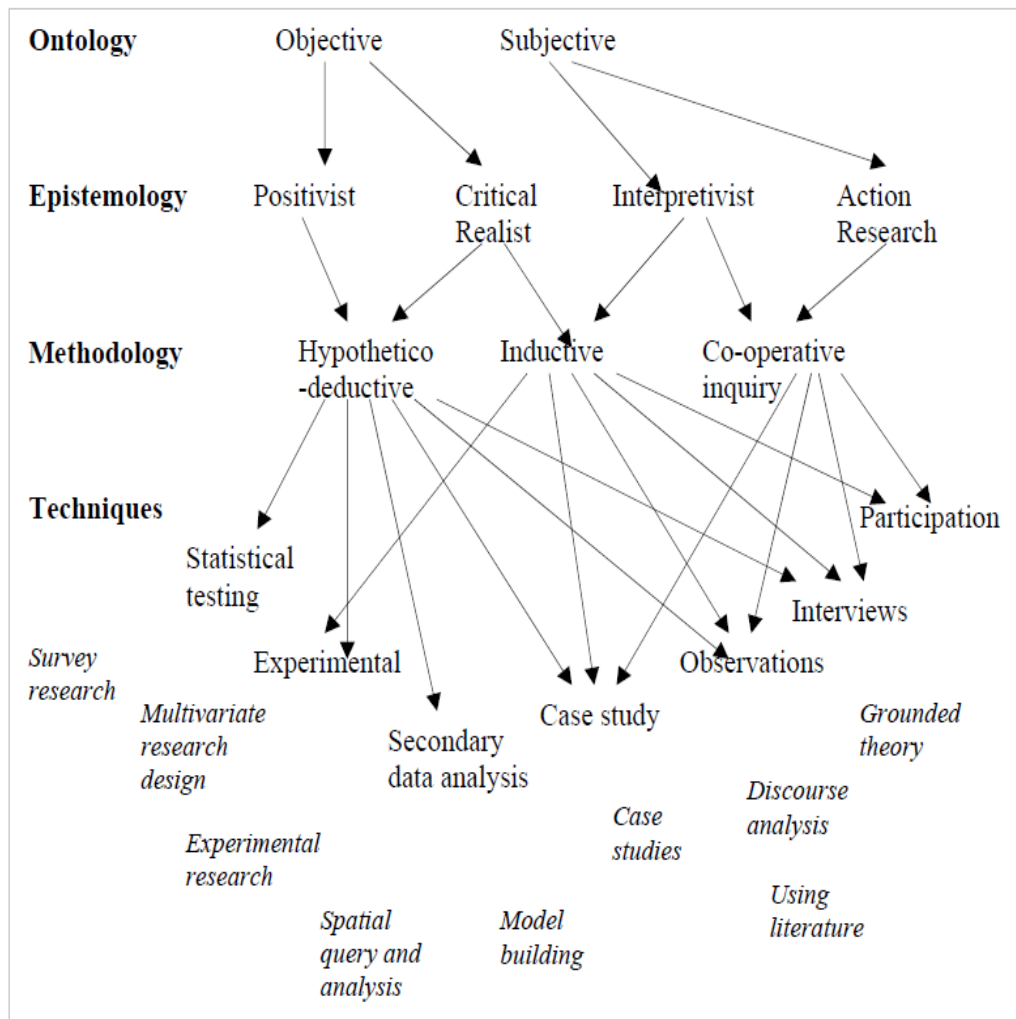 Ontology
Objective
Subjective
Epistemology
Positivist
Critical
Realist
Interpretivist
Action
Research
Methodology
Hypothetico
-deductive
Inductive
Co-operative
inquiry
Techniques
Participation
Statistical
testing
Interviews
Experimental
Observations
Survey
research
Case study
Multivariate
research
design
Secondary
data analysis
Grounded
theory
Discourse
analysis
Case
studies
Experimental
research
Using
literature
Spatial
query and
analysis
Model
building